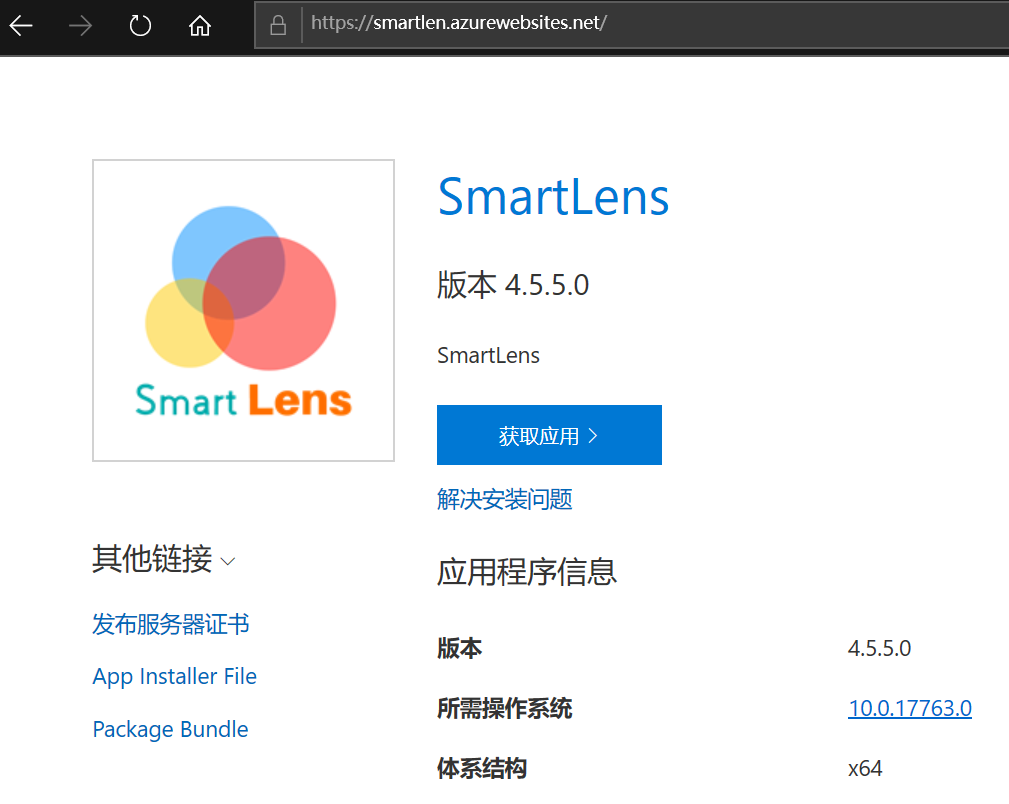 https://smartlen.azurewebsites.net/
Smart Lens
SmartLens
版本 4.5.5.0
SmartLens
获取应用
解决安装问题
其他链接
发布服务器证书
App Installer File
Package Bundle
应用程序信息
版本 4.5.5.0
所需操作系统 10.0.17763.0
体系结构 x64